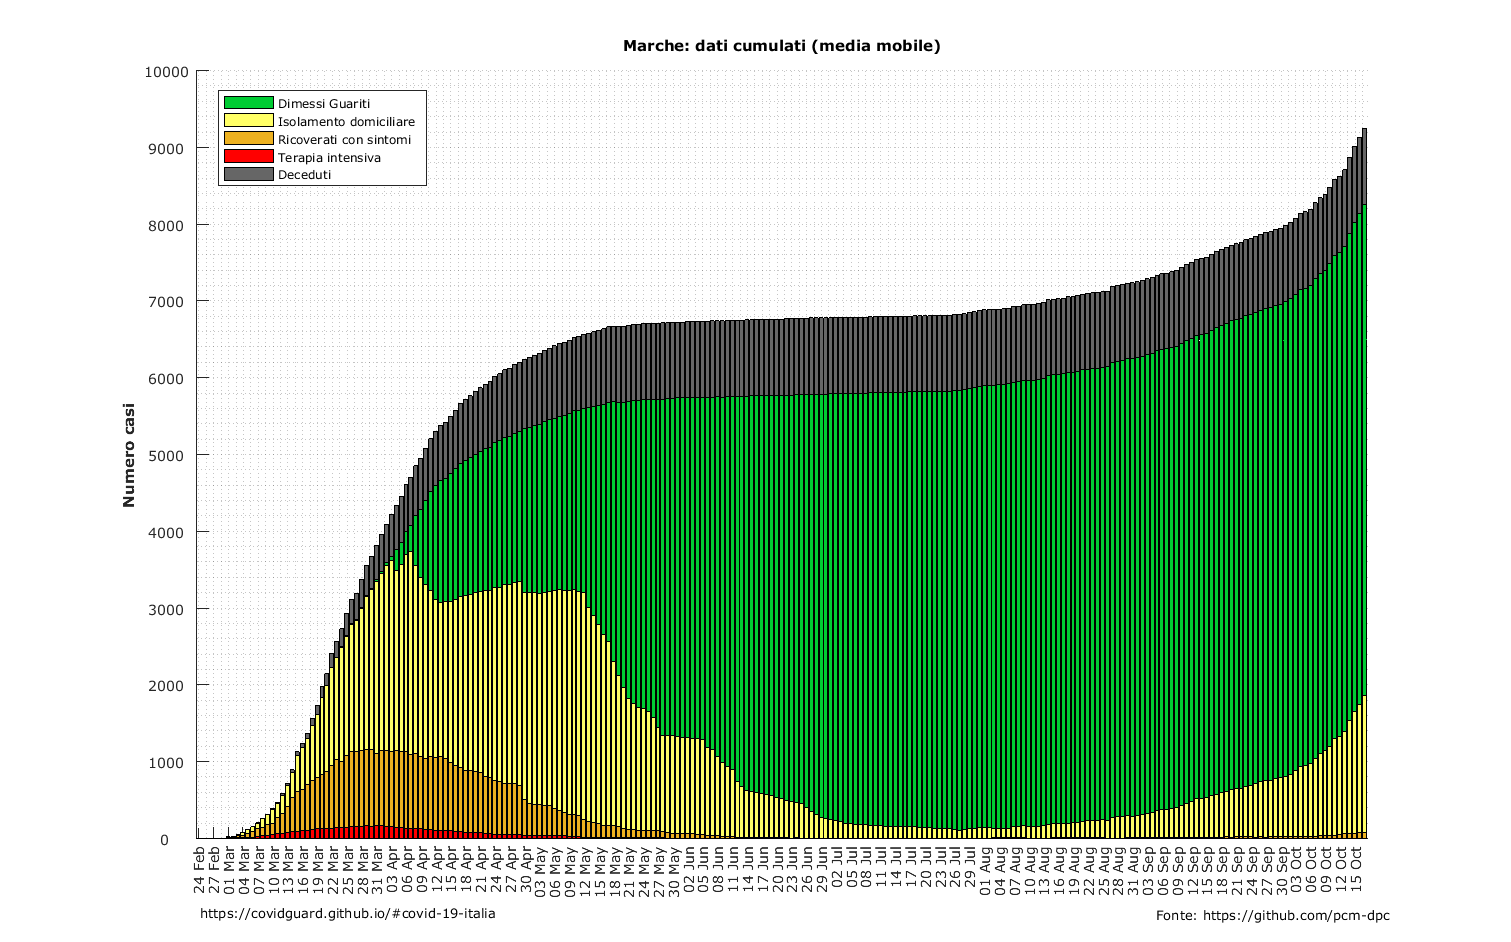 Marche: dati cumulati (media mobile)
10000
9000
8000
7000
6000
5000
4000
3000
2000
1000
0
Numero casi
Dimessi Guariti
Isolamento domiciliare
Ricoverati con sintomi
Terapia intensiva
Deceduti
24 Feb
27 Feb
01 Mar
04 Mar
07 Mar
10 Mar
13 Mar
16 Mar
19 Mar
22 Mar
25 Mar
28 Mar
31 Mar
03 Apr
06 Apr
09 Apr
12 Apr
15 Apr
18 Apr
21 Apr
24 Apr
27 Apr
30 Apr
03 May
06 May
09 May
12 May
15 May
18 May
21 May
24 May
27 May
30 May
02 Jun
05 Jun
08 Jun
11 Jun
14 Jun
17 Jun
20 Jun
23 Jun
26 Jun
29 Jun
02 Jul
05 Jul
08 Jul
11 Jul
14 Jul
17 Jul
20 Jul
23 Jul
26 Jul
29 Jul
01 Aug
04 Aug
07 Aug
10 Aug
13 Aug
16 Aug
19 Aug
22 Aug
25 Aug
28 Aug
31 Aug
03 Sep
06 Sep
09 Sep
12 Sep
15 Sep
18 Sep
21 Sep
24 Sep
27 Sep
30 Sep
03 Oct
06 Oct
09 Oct
12 Oct
15 Oct
https://covidguard.github.io/#covid-19-italia
Fonte: https://github.com/pcm-dpc